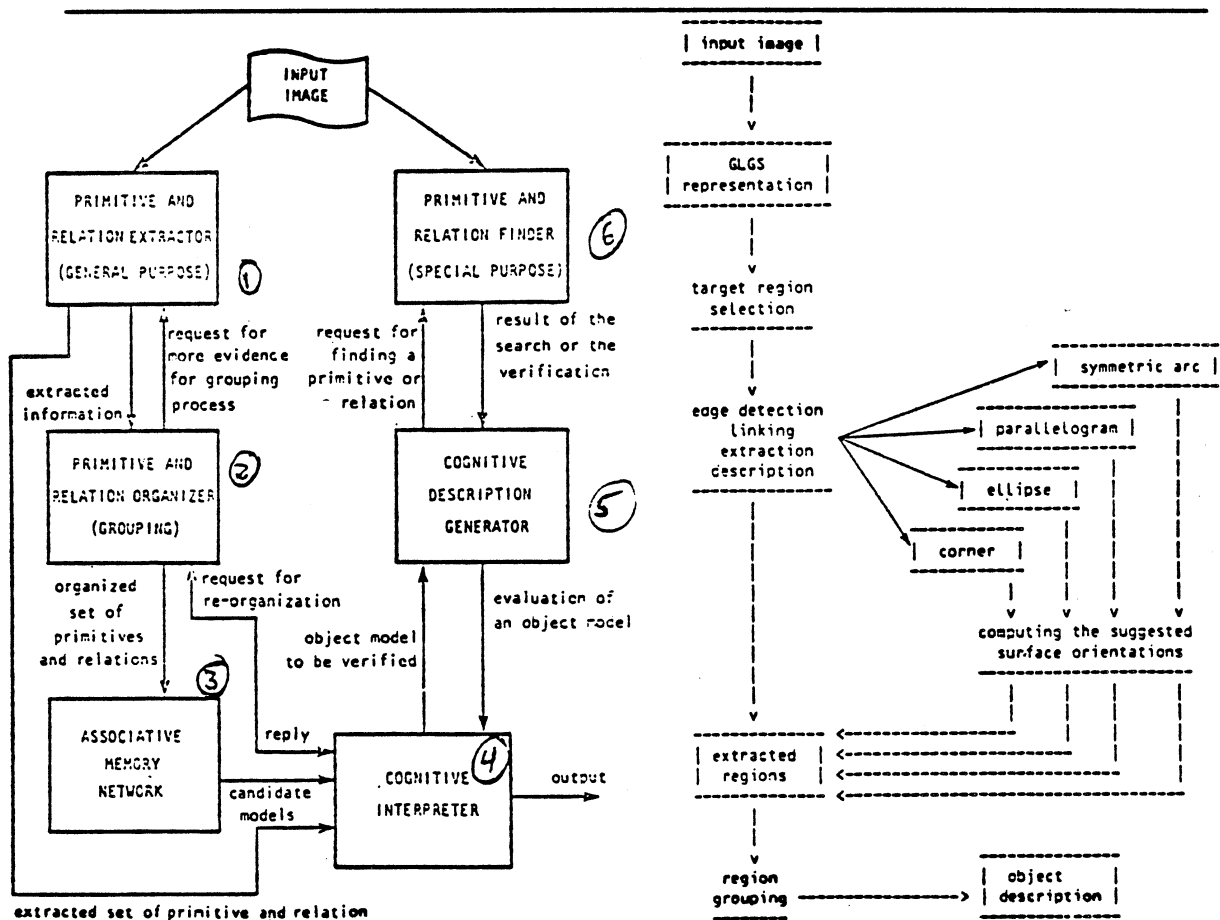 INPUT
IMAGE
PRIMITIVE AND
RELATION EXTRACTOR
(GENERAL PURPOSE)
1
PRIMITIVE AND
RELATION FINDER
(SPECIAL PURPOSE)
6
request for
more evidence
for grouping
process
extracted
information
request for
finding a
primitive or
relation
result of the
search or the
verification
PRIMITIVE AND
RELATION ORGANIZER
(GROUPING)
2
COGNITIVE
DESCRIPTION
GENERATOR
5
organized
set of
primitives
and relations
request for
re-organization
object model
to be verified
evaluation of
an object model
3
ASSOCIATIVE
MEMORY
NETWORK
reply
candidate
models
4
COGNITIVE
INTERPRETER
output
extracted set of primitive and relation
input image
GLGS
representation
target region
selection
edge detection
linking
extraction
description
symmetric arc
parallelogram
ellipse
corner
computing the suggested
surface orientations
extracted
regions
region
grouping
object
description